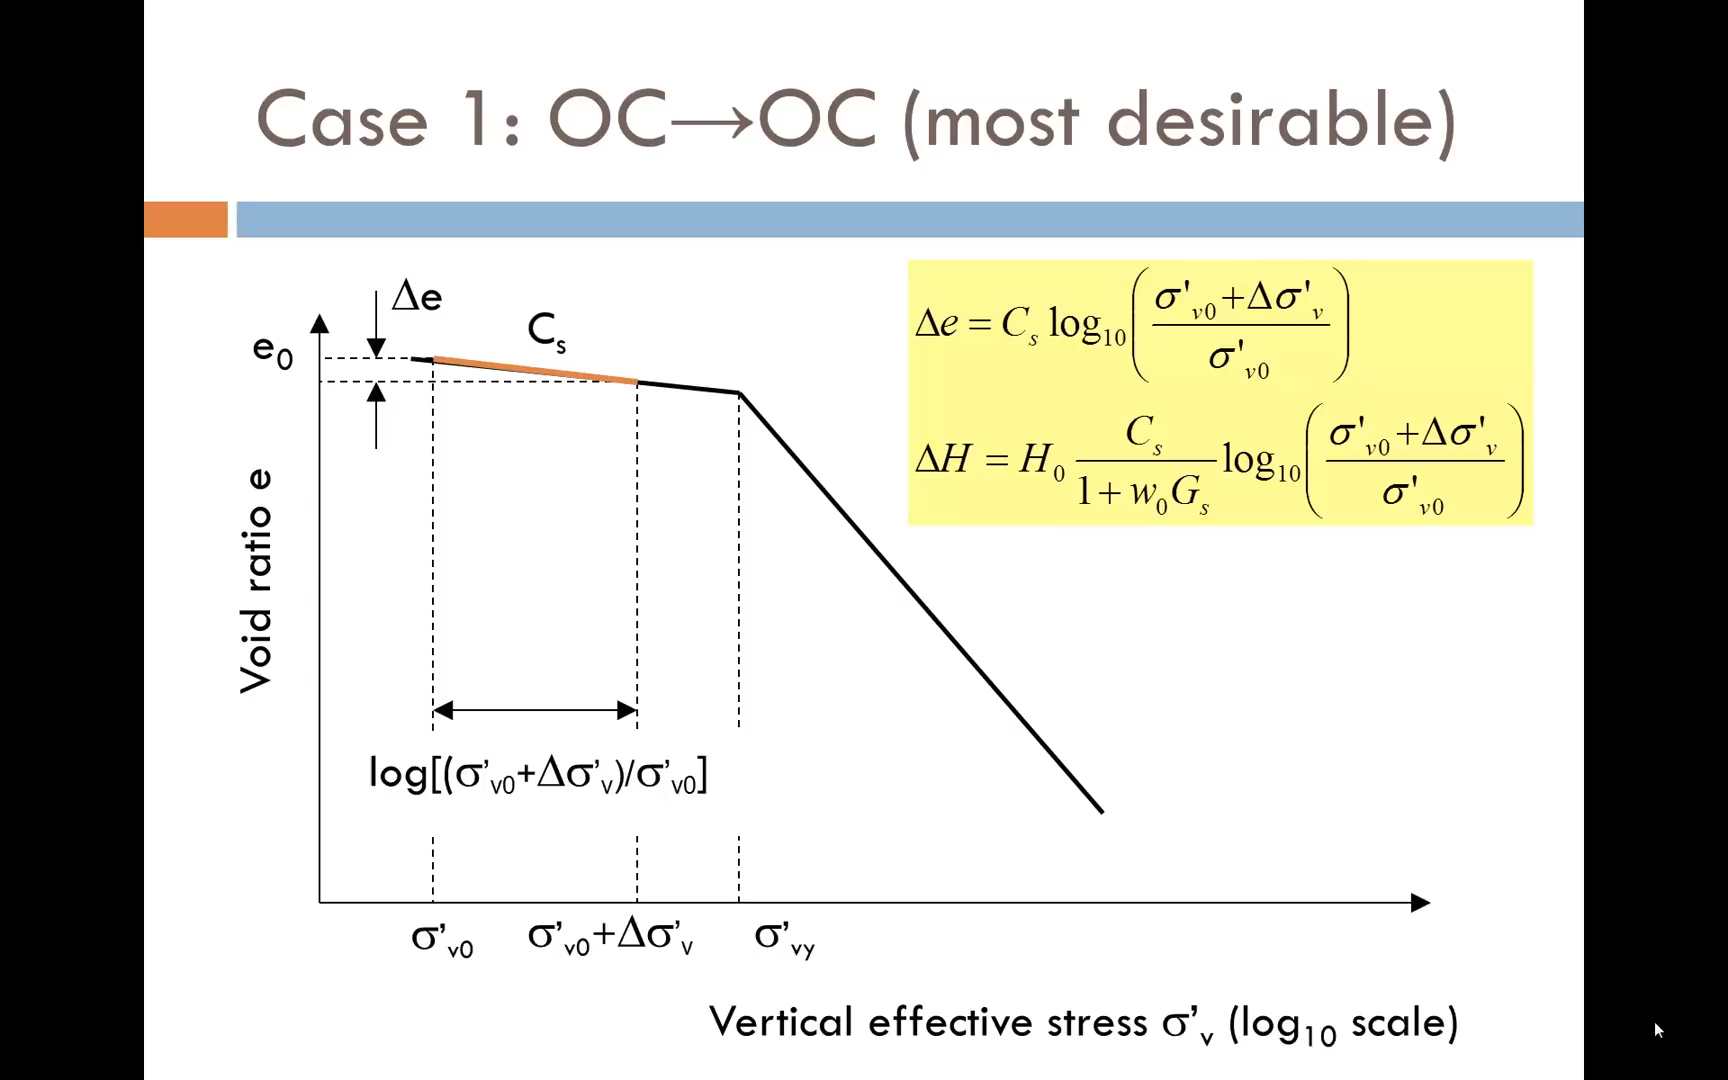 Case 1: OC→OC (most desirable)
Δe
Cₛ
e₀
Δe = Cₛ log₁₀((σ'ᵥ₀+Δσ'ᵥ)/σ'ᵥ₀)
ΔH = H₀ Cₛ/(1+w₀Gₛ) log₁₀((σ'ᵥ₀+Δσ'ᵥ)/σ'ᵥ₀)
Void ratio e
log[(σ’ᵥ₀+Δσ’ᵥ)/σ’ᵥ₀]
σ’ᵥ₀ σ’ᵥ₀+Δσ’ᵥ σ’vy
Vertical effective stress σ’ᵥ (log₁₀ scale)